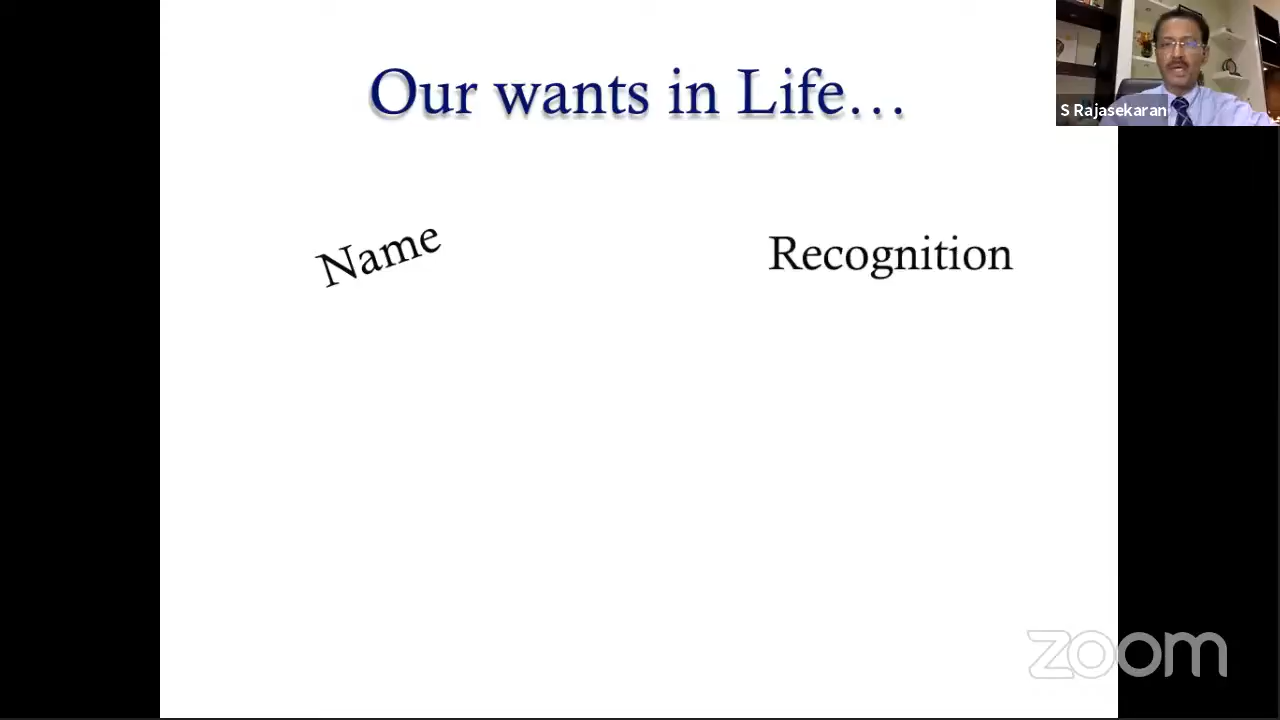 Our wants in Life…
S Rajasekaran
Name
Recognition
zoom